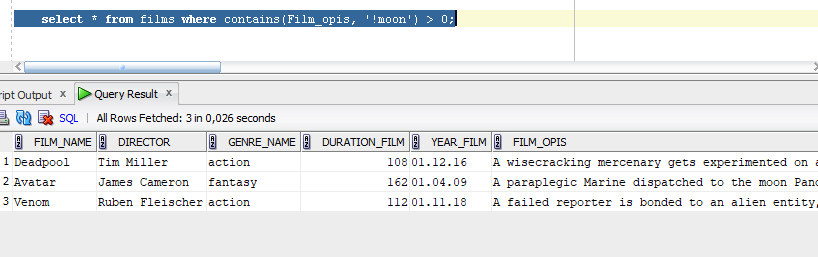 select * from films where contains(Film_opis, '!moon') > 0;
ript Output x Query Result x
SQL | All Rows Fetched: 3 in 0,026 seconds
FILM_NAME DIRECTOR GENRE_NAME DURATION_FILM YEAR_FILM FILM_OPIS
1 Deadpool Tim Miller action 108 01.12.16 A wisecracking mercenary gets experimented on a
2 Avatar James Cameron fantasy 162 01.04.09 A paraplegic Marine dispatched to the moon Pand
3 Venom Ruben Fleischer action 112 01.11.18 A failed reporter is bonded to an alien entity,